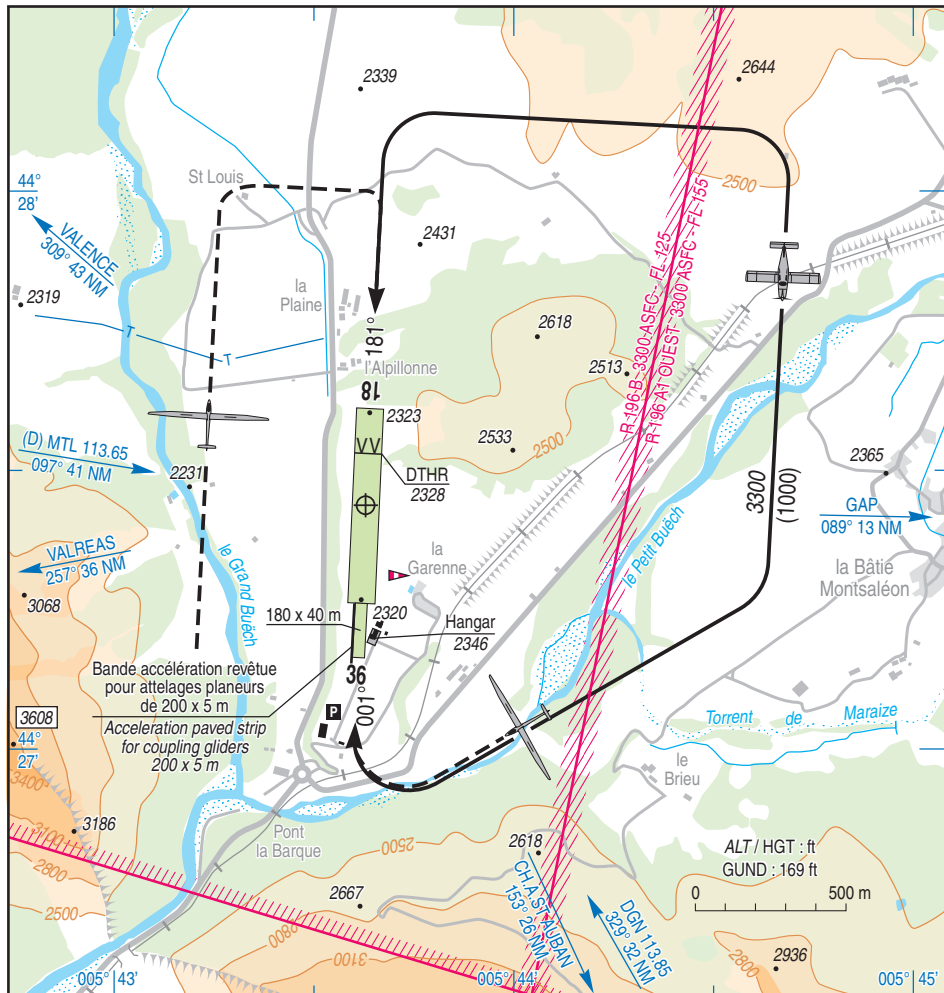 2339
2644
44°
28'
St Louis
2500
VALENCE
309° 43 NM
2431
la
Plaine
2319
T
T
181°
2618
l'Alpillonne
2513
R 196 B 3300 ASFC - FL 125
R 196 A1 OUEST 3300 ASFC - FL 155
18
2323
(D) MTL 113.65
097° 41 NM
2533
2500
DTHR
2328
2365
2231
3300
(1000)
GAP
089° 13 NM
VALREAS
257° 36 NM
le Grand Buëch
la
Garenne
le Petit Buëch
la Bâtie
Montsaléon
3068
180 x 40 m
2320
Hangar
2346
Bande accélération revêtue
pour attelages planeurs
de 200 x 5 m
Acceleration paved strip
for coupling gliders
200 x 5 m
36
001°
P
3608
44°
27'
3400
Torrent de Maraize
le
Brieu
3186
3100
2800
2500
Pont
la Barque
2500
2618
ALT / HGT : ft
GUND : 169 ft
0 500 m
2667
2800
3100
CH.A.ST AUBAN
153° 26 NM
DGN 113.85
329° 32 NM
2936
2800
005° 43'
005° 44'
005° 45'